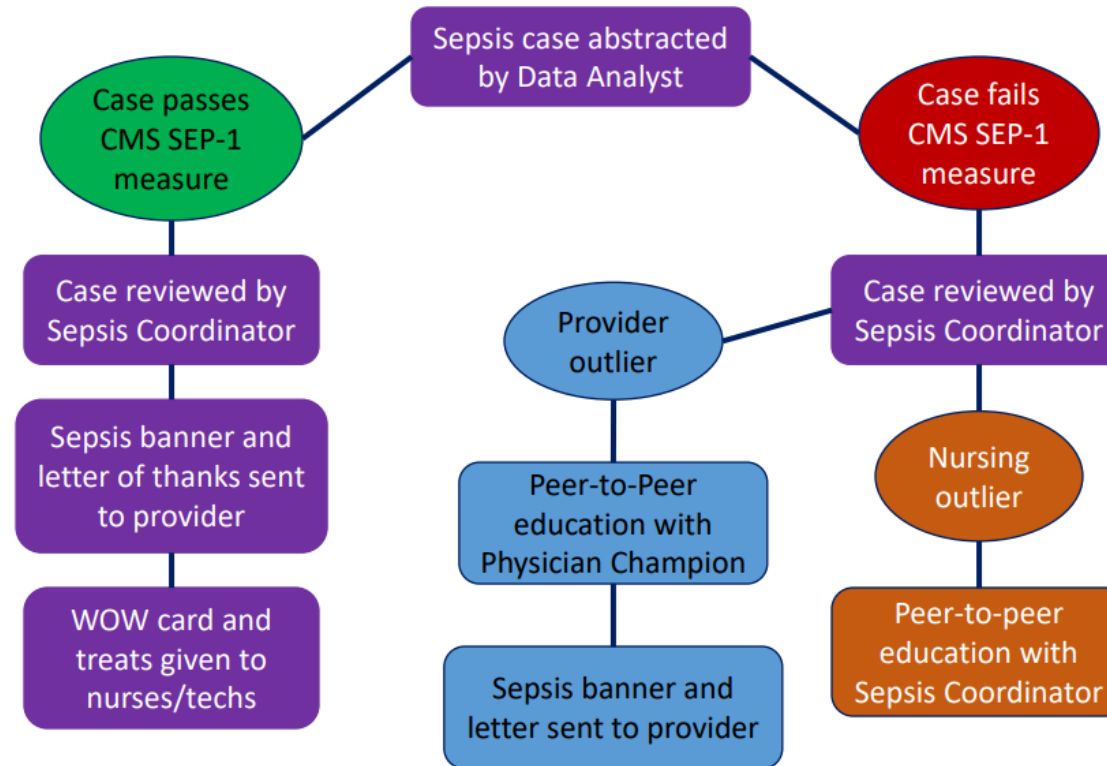 Sepsis case abstracted
by Data Analyst
Case passes
CMS SEP-1
measure
Case fails
CMS SEP-1
measure
Case reviewed by
Sepsis Coordinator
Case reviewed by
Sepsis Coordinator
Provider
outlier
Sepsis banner and
letter of thanks sent
to provider
Nursing
outlier
Peer-to-Peer
education with
Physician Champion
WOW card and
treats given to
nurses/techs
Peer-to-peer
education with
Sepsis Coordinator
Sepsis banner and
letter sent to provider